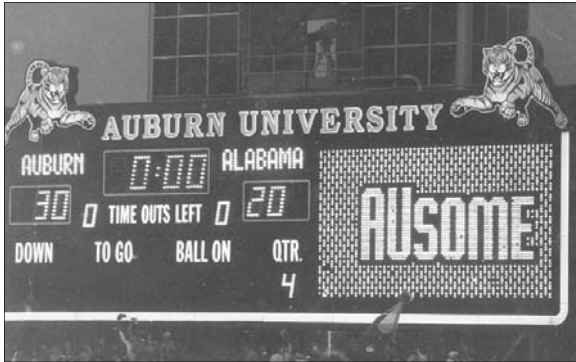 AUBURN UNIVERSITY
AUBURN 0:00 ALABAMA
30 0 TIME OUTS LEFT 0 20
DOWN TO GO BALL ON QTR.
4
AUSOME